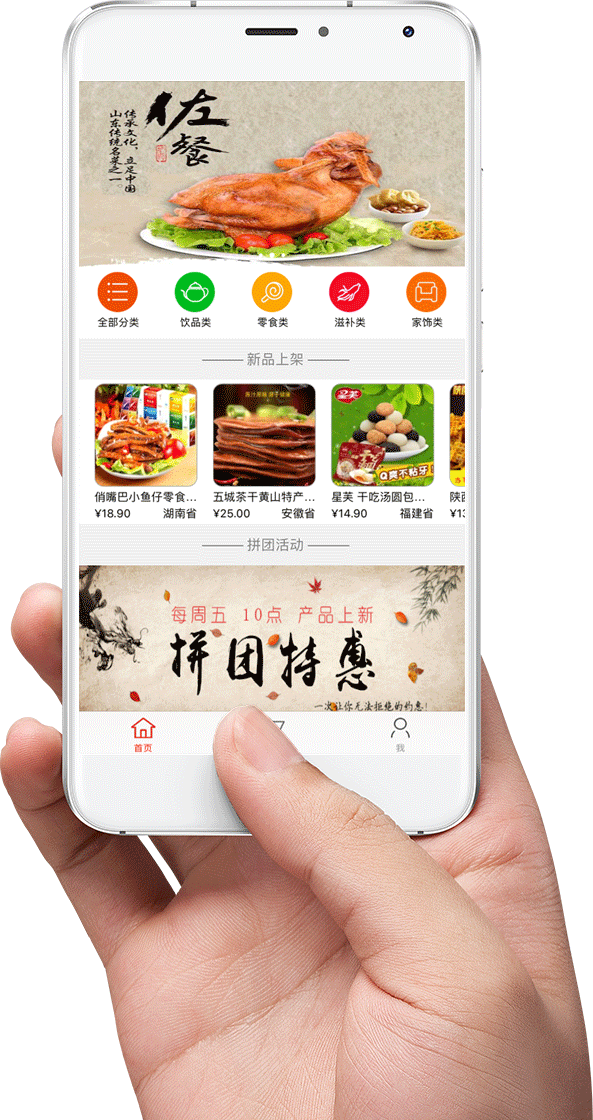 佐餐
传承文化，立足中国
山东传统名菜之一。
全部分类
饮品类
零食类
滋补类
家饰类
新品上架
星芙
Q爽不粘牙
俏嘴巴小鱼仔零食...
五城茶干黄山特产...
星芙 干吃汤圆包...
陕西
¥18.90
湖南省
¥25.00
安徽省
¥14.90
福建省
¥13
拼团活动
每周五 10点 产品上新
拼团特惠
一次让你无法拒绝的钓惠!
首页
我